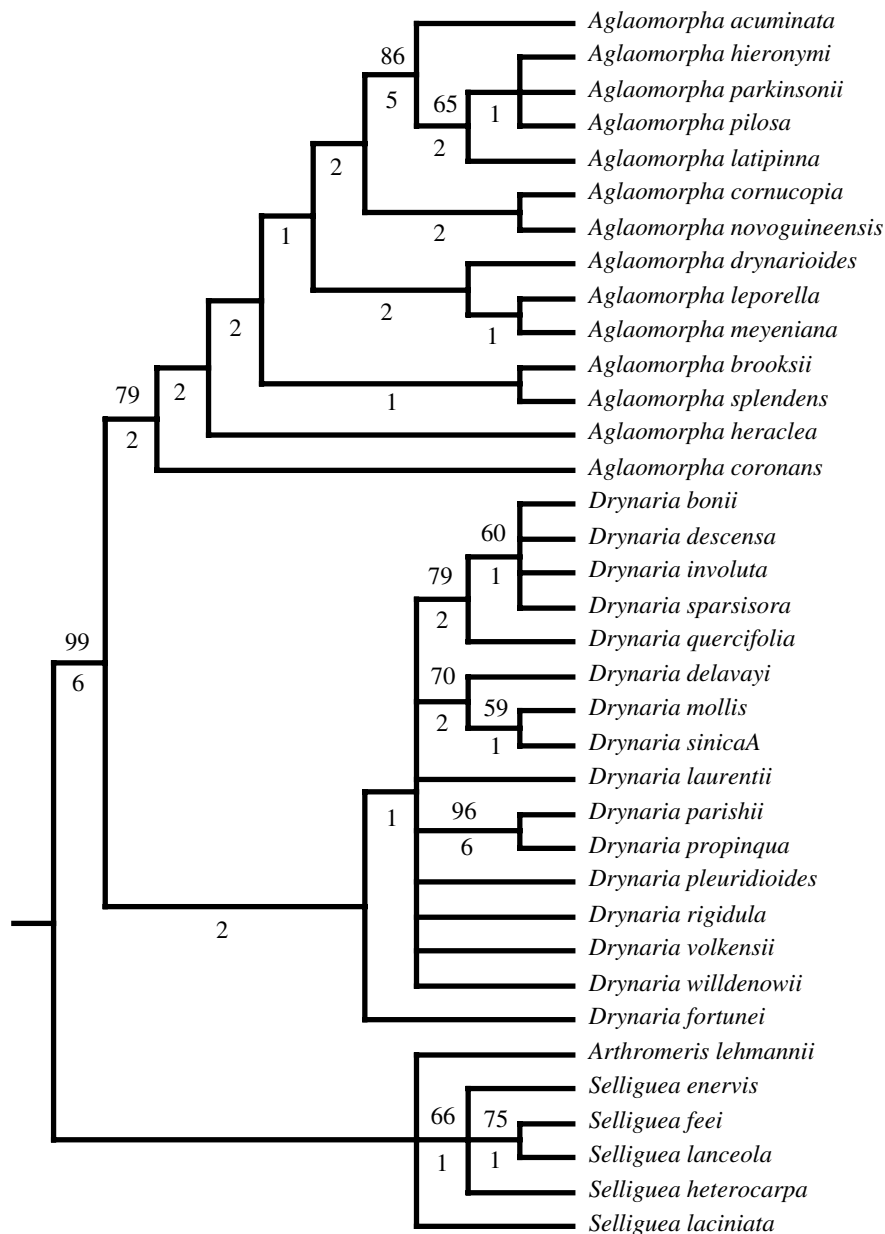 Aglaomorpha acuminata
86
Aglaomorpha hieronymi
5
65
Aglaomorpha parkinsonii
1
Aglaomorpha pilosa
2
2
Aglaomorpha latipinna
Aglaomorpha cornucopia
1
2
Aglaomorpha novoguineensis
Aglaomorpha drynarioides
2
Aglaomorpha leporella
2
1
Aglaomorpha meyeniana
Aglaomorpha brooksii
79
2
1
Aglaomorpha splendens
2
Aglaomorpha heraclea
Aglaomorpha coronans
Drynaria bonii
60
Drynaria descensa
79
1
Drynaria involuta
2
Drynaria sparsisora
Drynaria quercifolia
99
6
70
Drynaria delavayi
2
59
Drynaria mollis
1
Drynaria sinicaA
Drynaria laurentii
1
96
Drynaria parishii
6
Drynaria propinqua
Drynaria pleuridioides
2
Drynaria rigidula
Drynaria volkensii
Drynaria willdenowii
Drynaria fortunei
Arthromeris lehmannii
Selliguea enervis
66
75
Selliguea feei
1
1
Selliguea lanceola
Selliguea heterocarpa
Selliguea laciniata